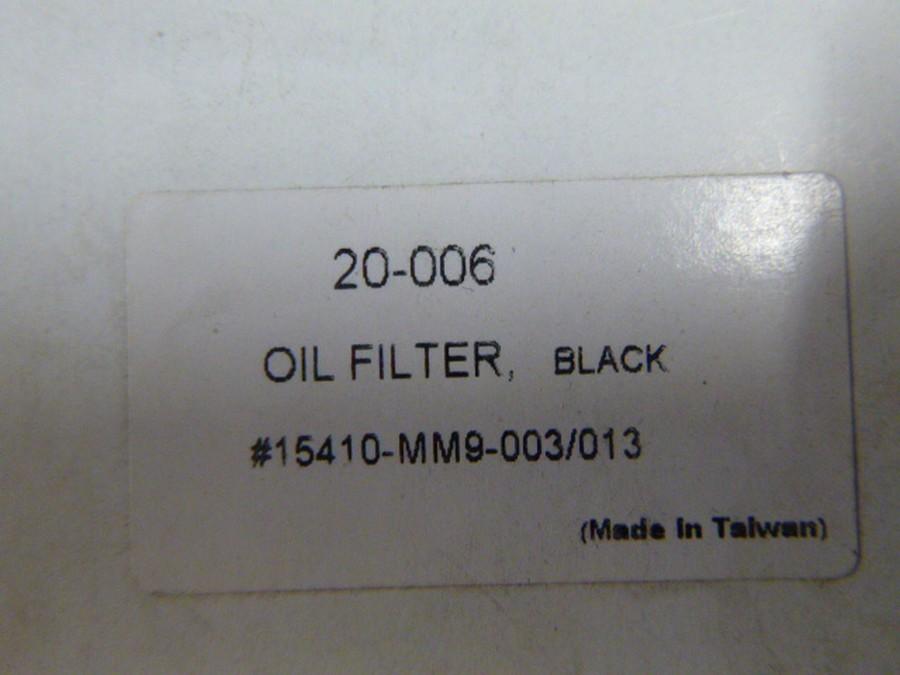 20-006
OIL FILTER, BLACK
#15410-MM9-003/013
(Made In Taiwan)